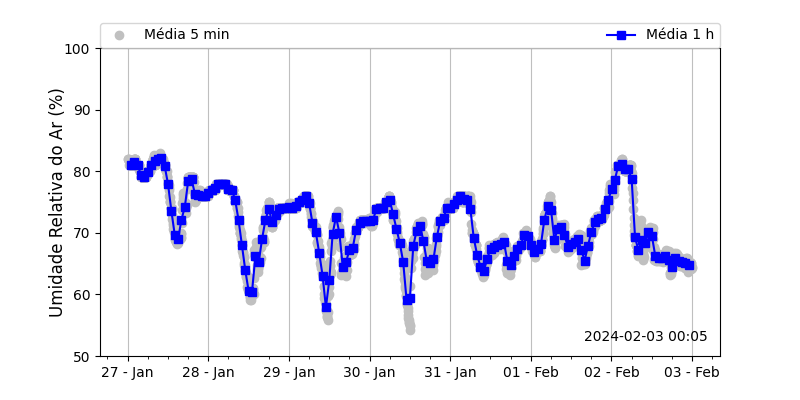 Média 5 min
Média 1 h
100
90
80
70
60
50
Umidade Relativa do Ar (%)
2024-02-03 00:05
27 - Jan
28 - Jan
29 - Jan
30 - Jan
31 - Jan
01 - Feb
02 - Feb
03 - Feb